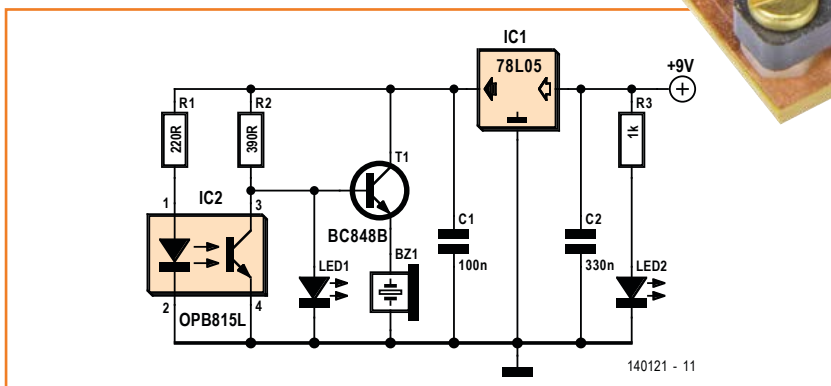 IC1
78L05
+9V
R1
220R
R2
390R
R3
1k
T1
IC2
1
3
BC848B
C1
100n
C2
330n
BZ1
LED1
LED2
2
4
OPB815L
140121 - 11